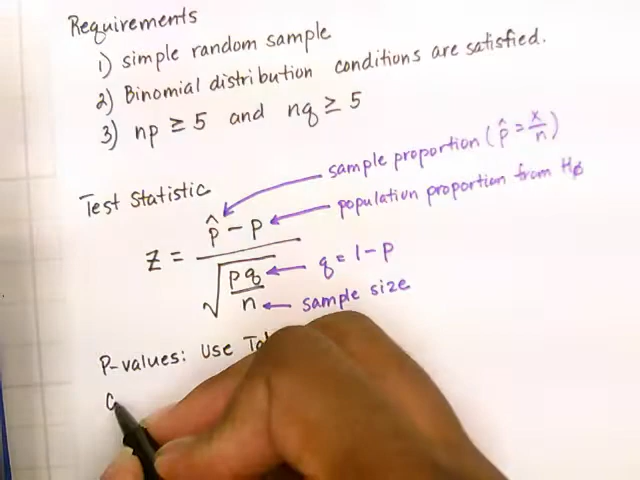 Requirements
1) simple random sample
2) Binomial distribution conditions are satisfied.
3) np ≥ 5 and nq ≥ 5
sample proportion (p̂ = x/n)
Test Statistic
population proportion from H₀
z = (p̂ − p) / √(pq/n)
q = 1 − p
sample size
P-values: Use